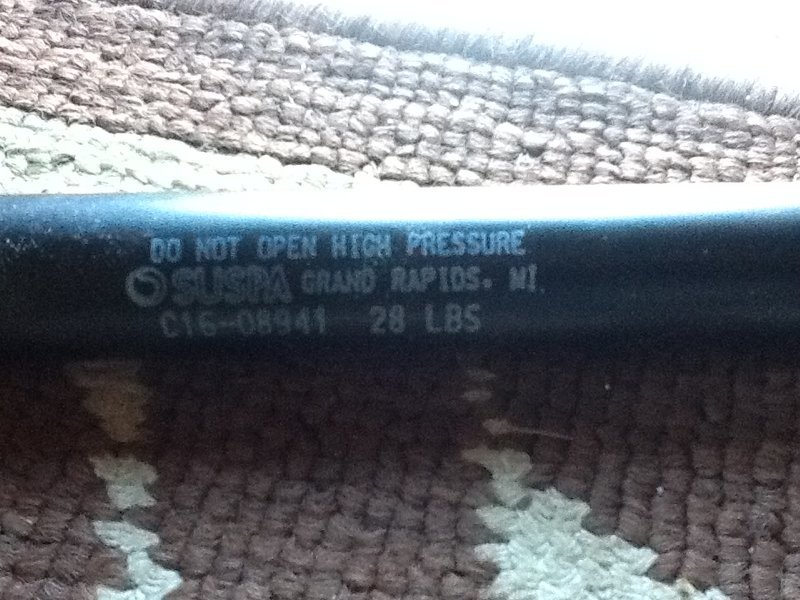 DO NOT OPEN HIGH PRESSURE
SUSPA GRAND RAPIDS, MI.
C16-08941 28 LBS